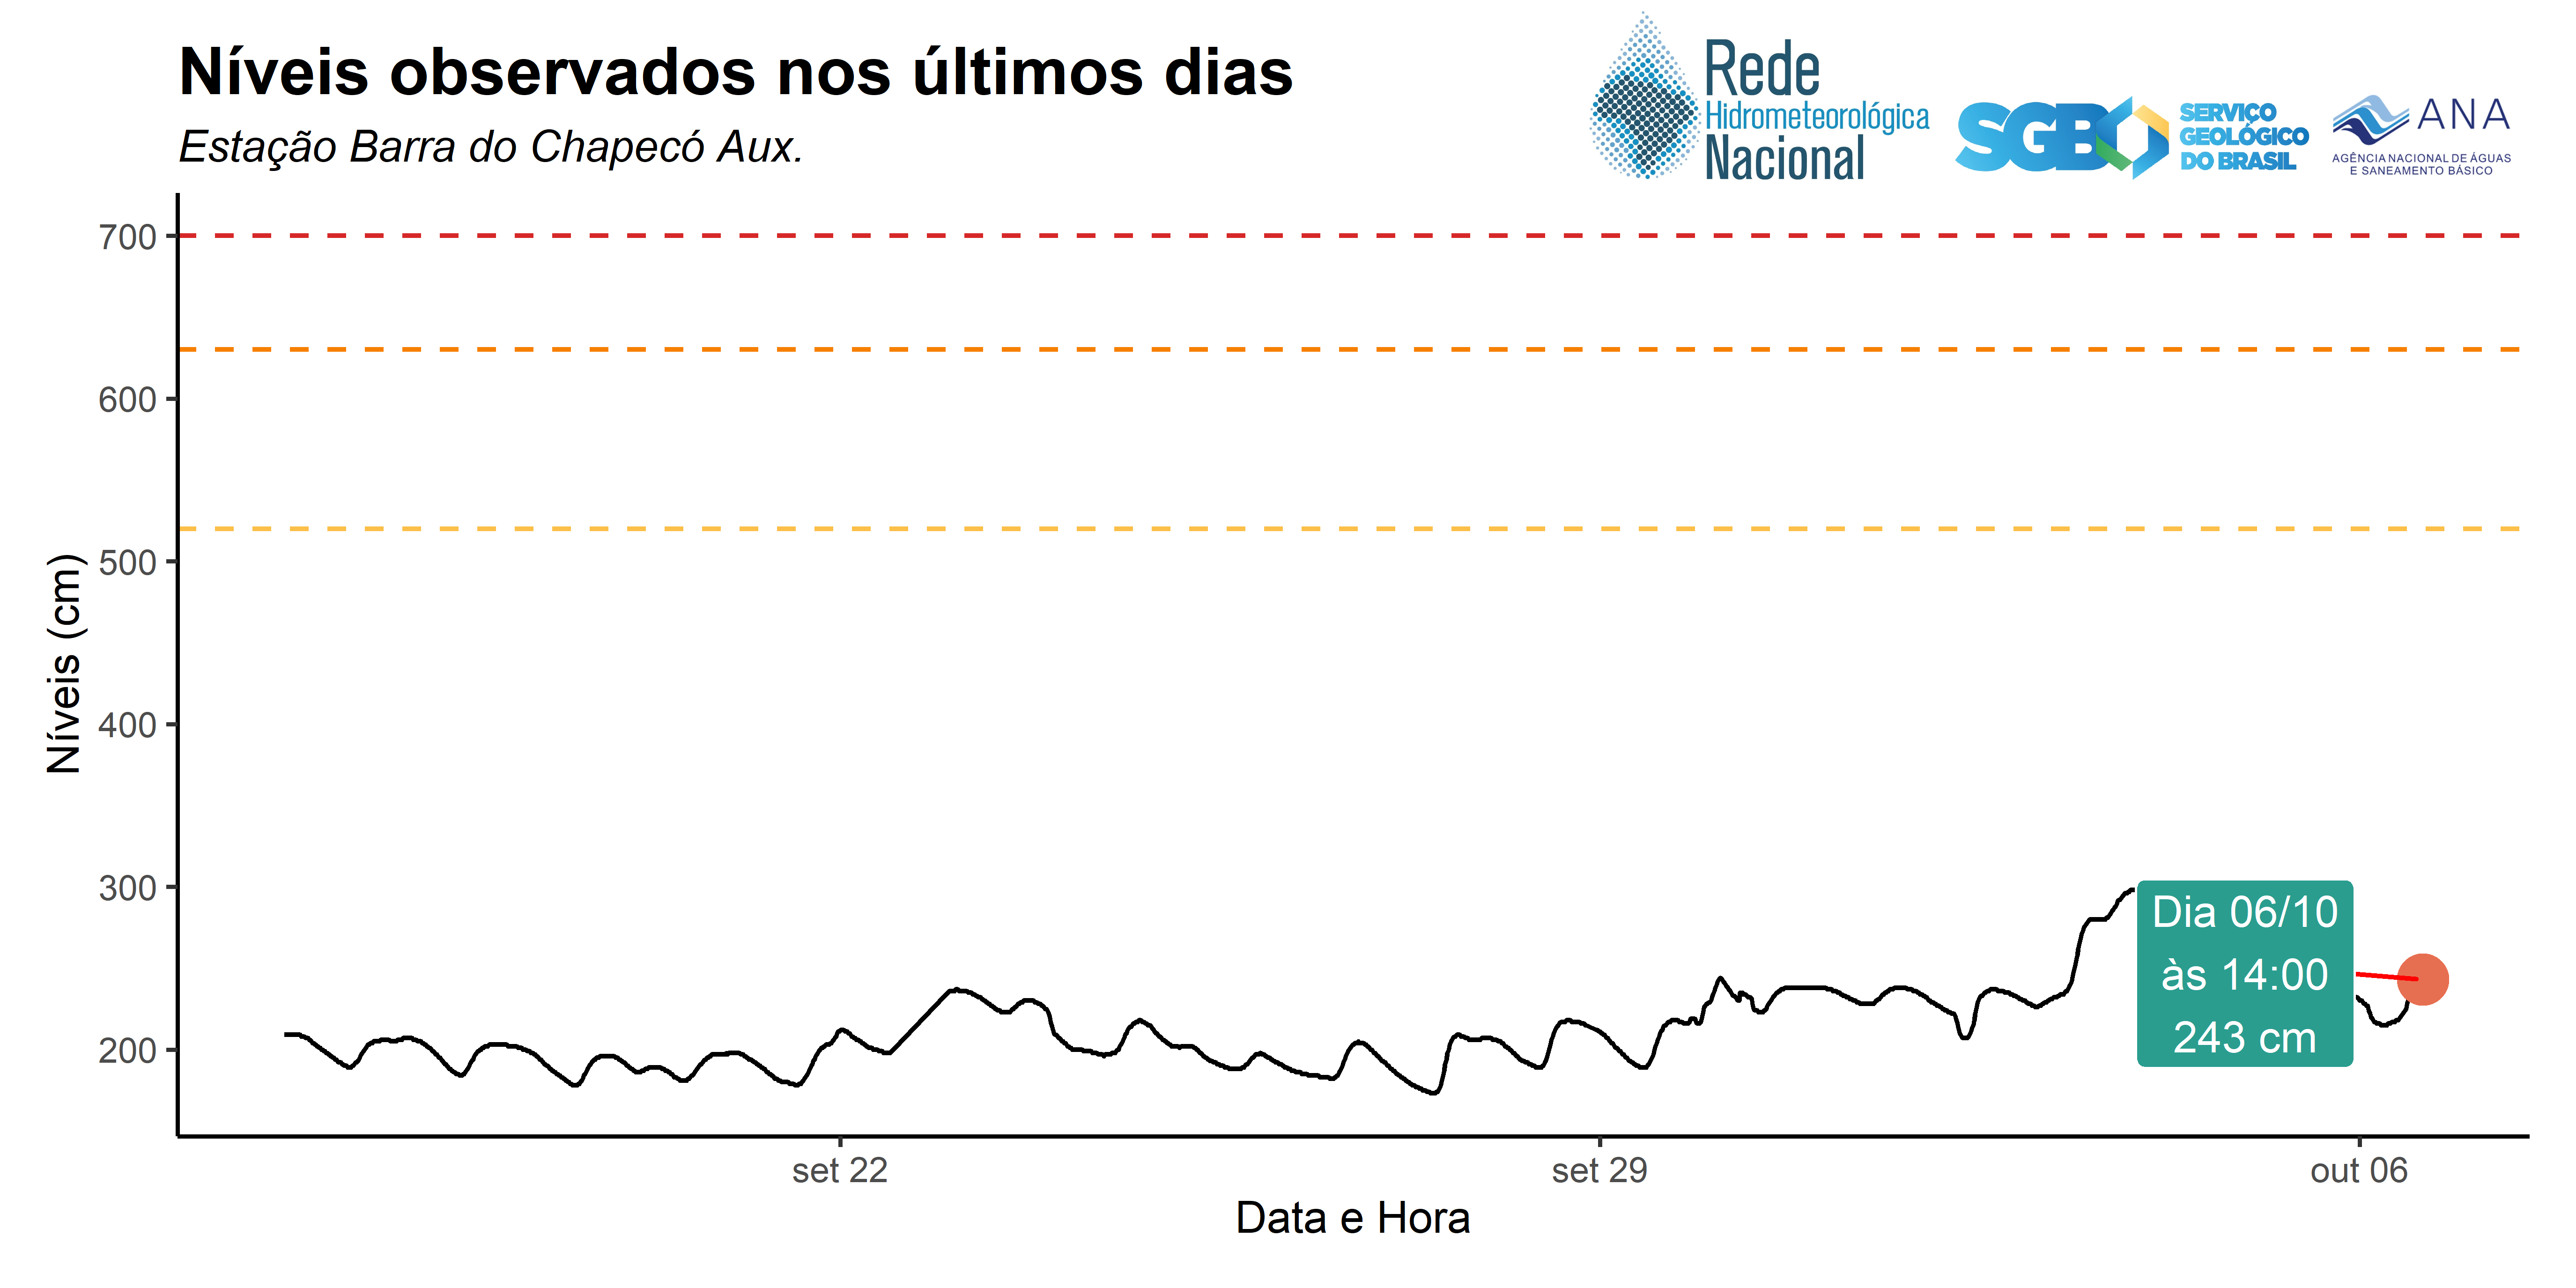 Níveis observados nos últimos dias
Estação Barra do Chapecó Aux.
Rede
Hidrometeorológica
Nacional
SGB
SERVIÇO
GEOLÓGICO
DO BRASIL
ANA
AGÊNCIA NACIONAL DE ÁGUAS
E SANEAMENTO BÁSICO
Níveis (cm)
700
600
500
400
300
200
Dia 06/10
às 14:00
243 cm
set 22
set 29
out 06
Data e Hora